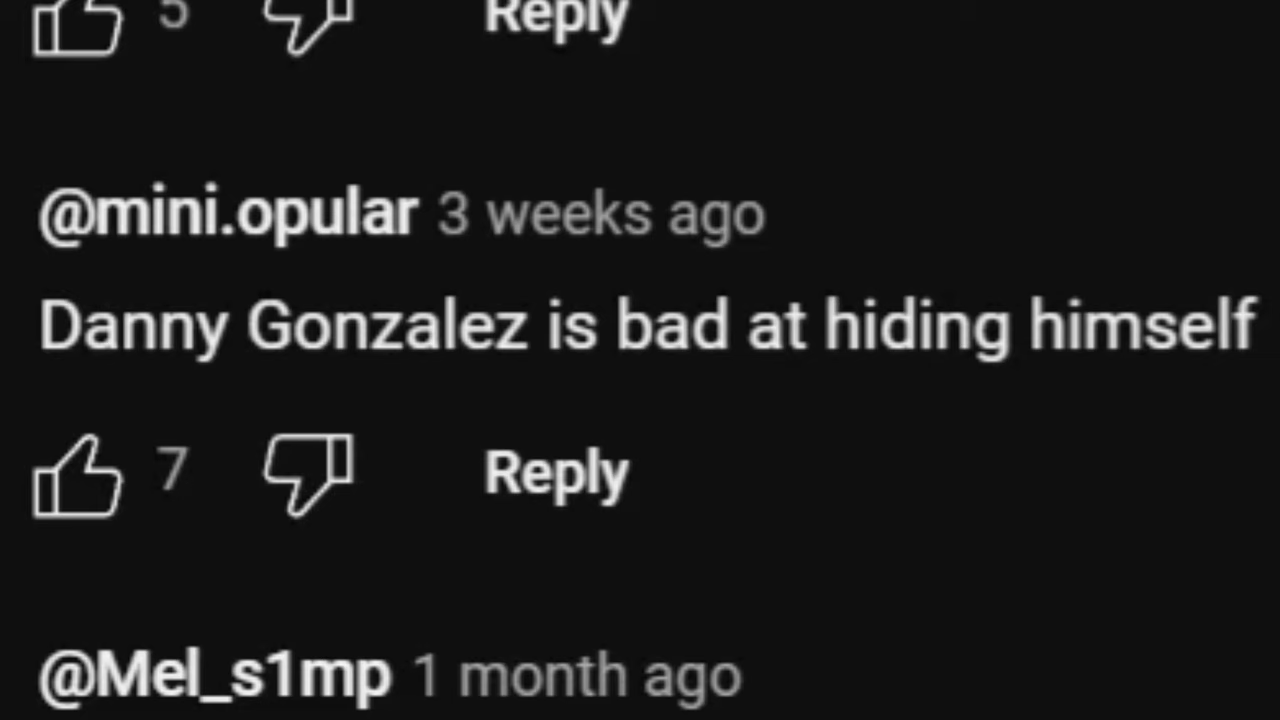 5 Reply
@mini.opular 3 weeks ago
Danny Gonzalez is bad at hiding himself
7 Reply
@Mel_s1mp 1 month ago